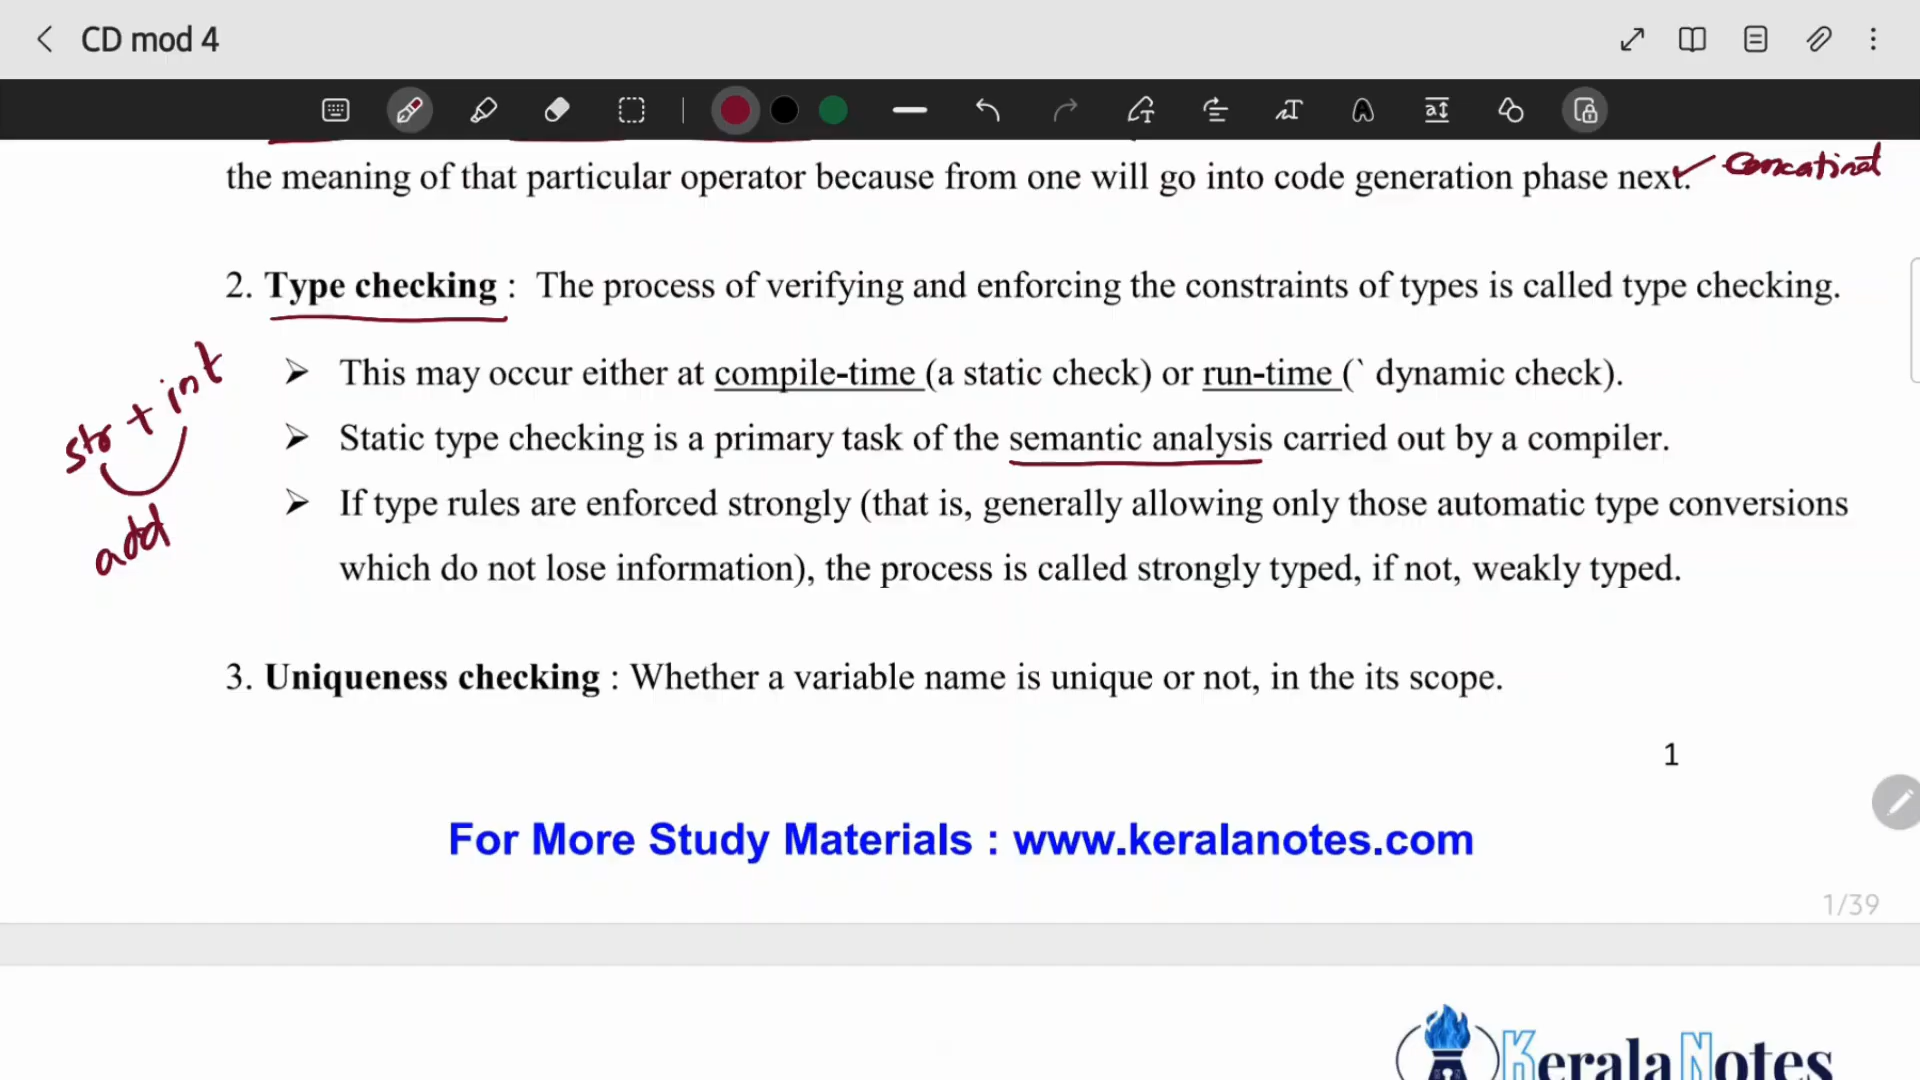 CD mod 4
the meaning of that particular operator because from one will go into code generation phase next.
concatinat
2. Type checking : The process of verifying and enforcing the constraints of types is called type checking.
➢ This may occur either at compile-time (a static check) or run-time (` dynamic check).
str + int
➢ Static type checking is a primary task of the semantic analysis carried out by a compiler.
➢ If type rules are enforced strongly (that is, generally allowing only those automatic type conversions
add
which do not lose information), the process is called strongly typed, if not, weakly typed.
3. Uniqueness checking : Whether a variable name is unique or not, in the its scope.
1
For More Study Materials : www.keralanotes.com
1/39
KeralaNotes